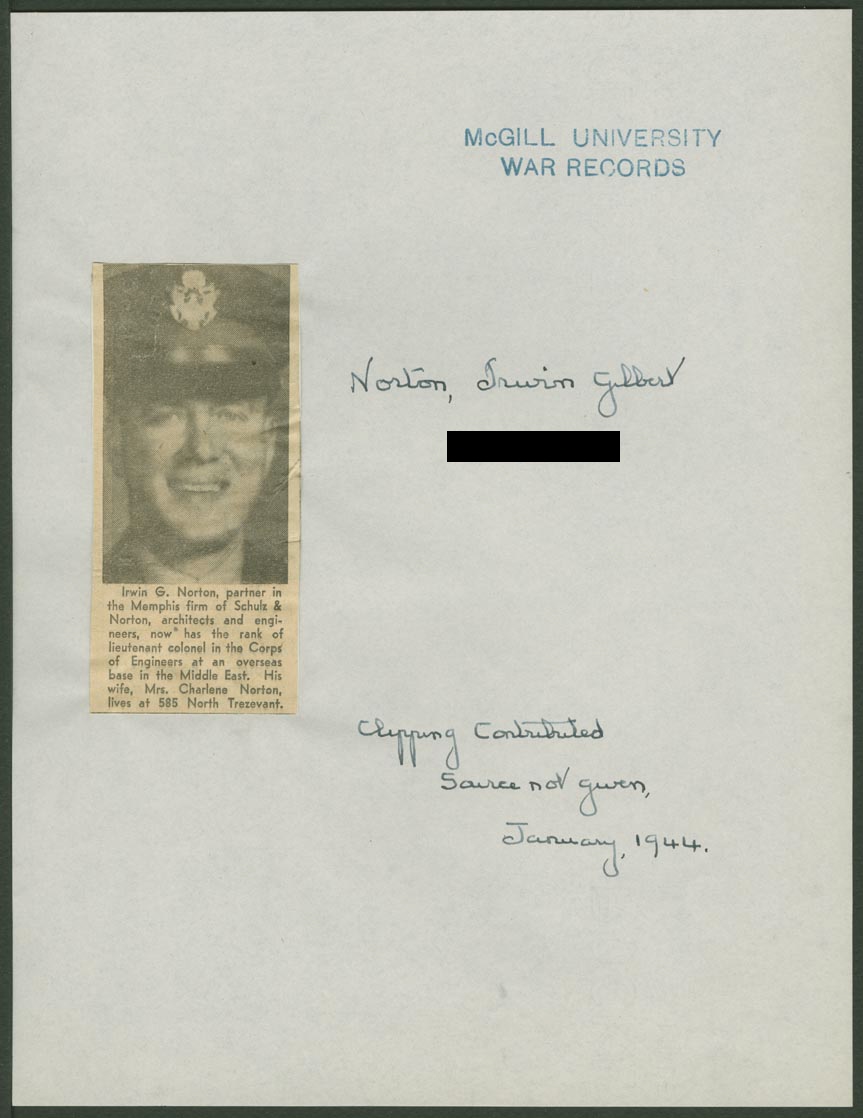 McGILL UNIVERSITY
WAR RECORDS
Norton, Irwin Gilbert
Irwin G. Norton, partner in
the Memphis firm of Schulz &
Norton, architects and engi-
neers, now has the rank of
lieutenant colonel in the Corps
of Engineers at an overseas
base in the Middle East. His
wife, Mrs. Charlene Norton,
lives at 585 North Trezevant.
Clipping Contributed
Source not given,
January, 1944.